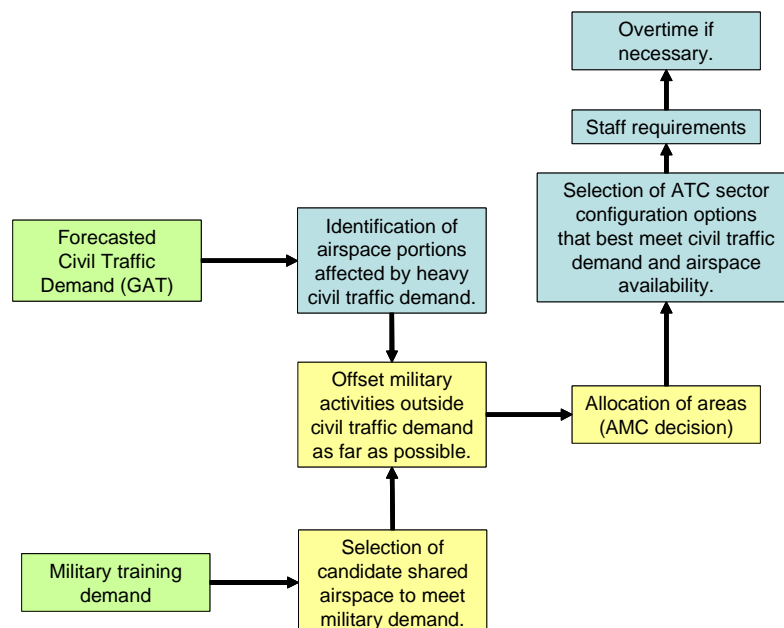 Overtime if
necessary.
Staff requirements
Selection of ATC sector
configuration options
that best meet civil traffic
demand and airspace
availability.
Forecasted
Civil Traffic
Demand (GAT)
Identification of
airspace portions
affected by heavy
civil traffic demand.
Offset military
activities outside
civil traffic demand
as far as possible.
Allocation of areas
(AMC decision)
Military training
demand
Selection of
candidate shared
airspace to meet
military demand.